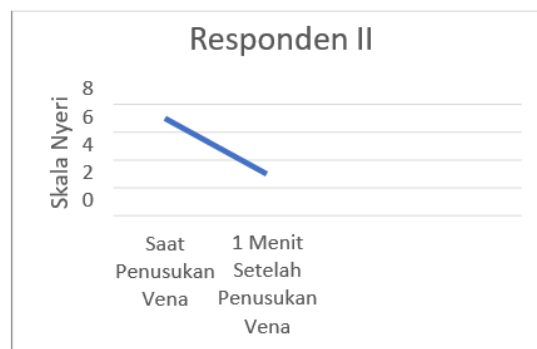 Responden II
Skala Nyeri
8
6
4
2
0
Saat
Penusukan
Vena
1 Menit
Setelah
Penusukan
Vena